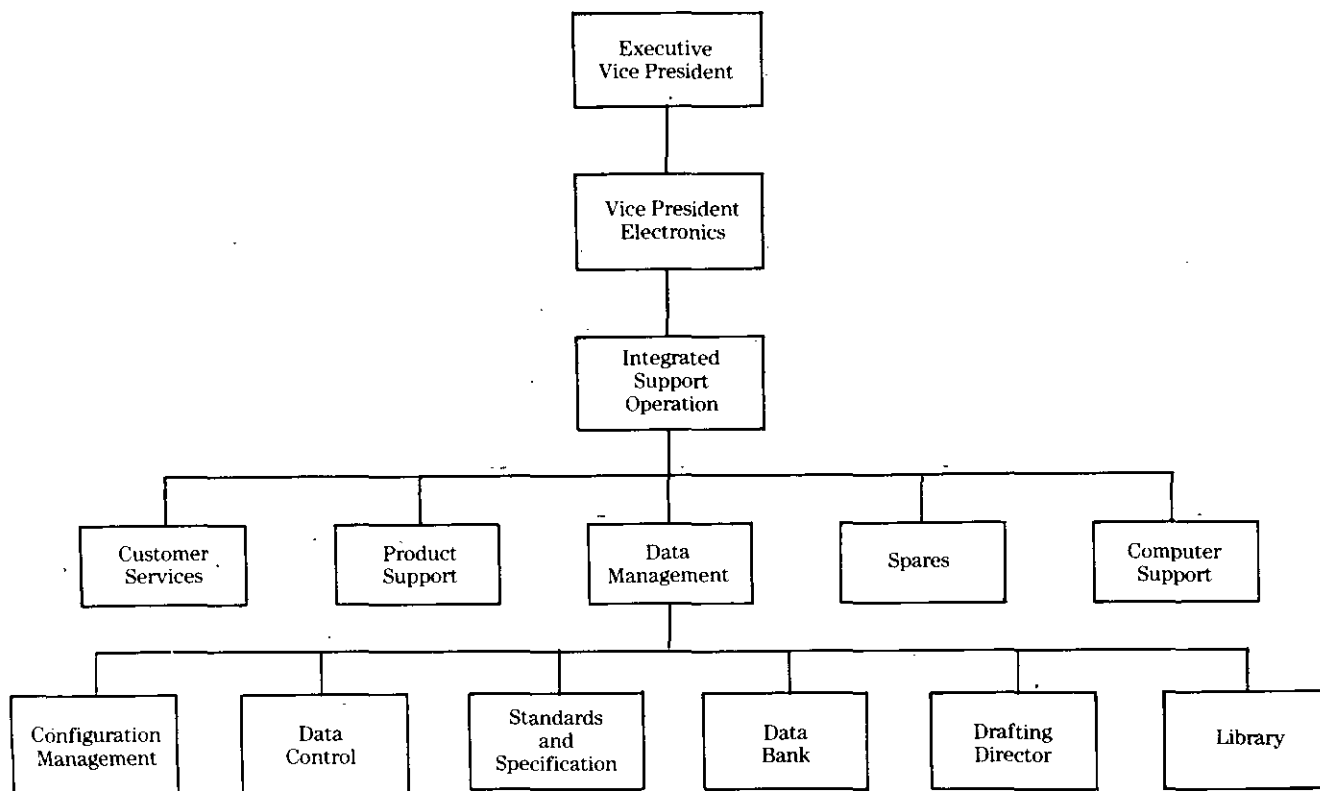 Executive
Vice President
Vice President
Electronics
Integrated
Support
Operation
Customer
Services
Product
Support
Data
Management
Spares
Computer
Support
Configuration
Management
Data
Control
Standards
and
Specification
Data
Bank
Drafting
Director
Library